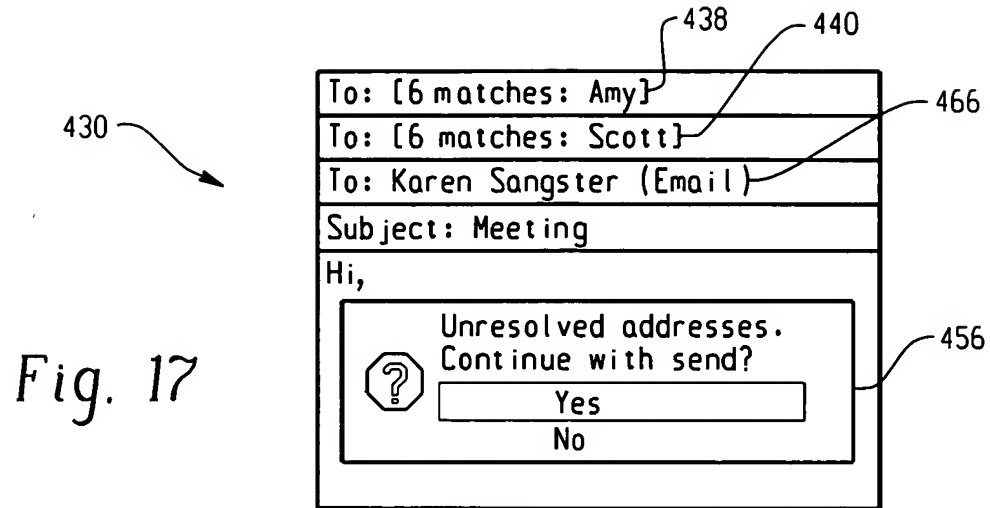 438
440
To: [6 matches: Amy]
466
430
To: [6 matches: Scott]
To: Karen Sangster (Email)
Subject: Meeting
Hi,
Unresolved addresses.
Continue with send?
456
?
Yes
No
Fig. 17